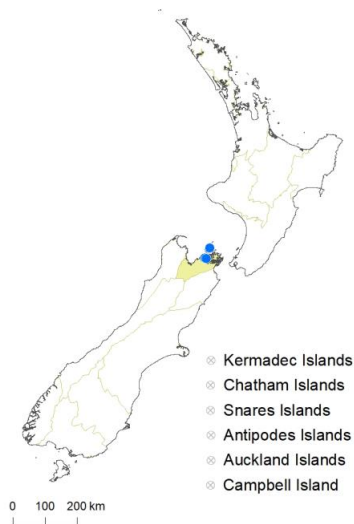 Kermadec Islands
Chatham Islands
Snares Islands
Antipodes Islands
Auckland Islands
Campbell Island
0 100 200 km